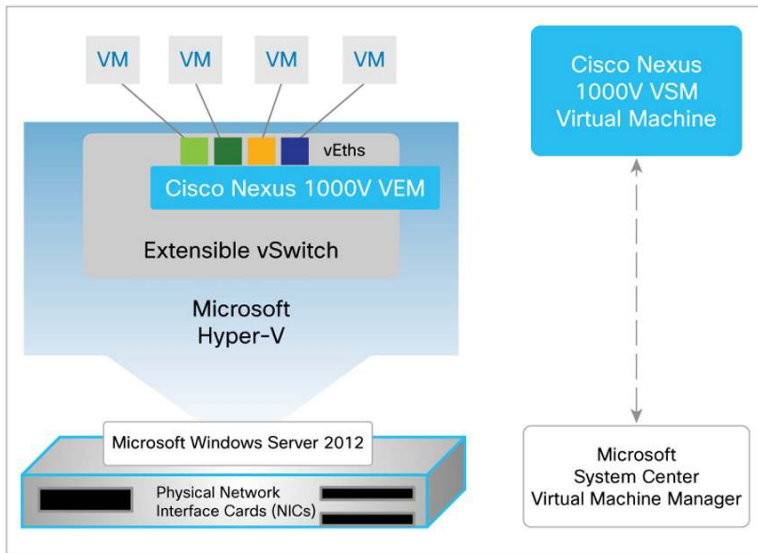 VM
VM
VM
VM
vEths
Cisco Nexus 1000V VEM
Extensible vSwitch
Microsoft
Hyper-V
Microsoft Windows Server 2012
Physical Network
Interface Cards (NICs)
Cisco Nexus
1000V VSM
Virtual Machine
Microsoft
System Center
Virtual Machine Manager